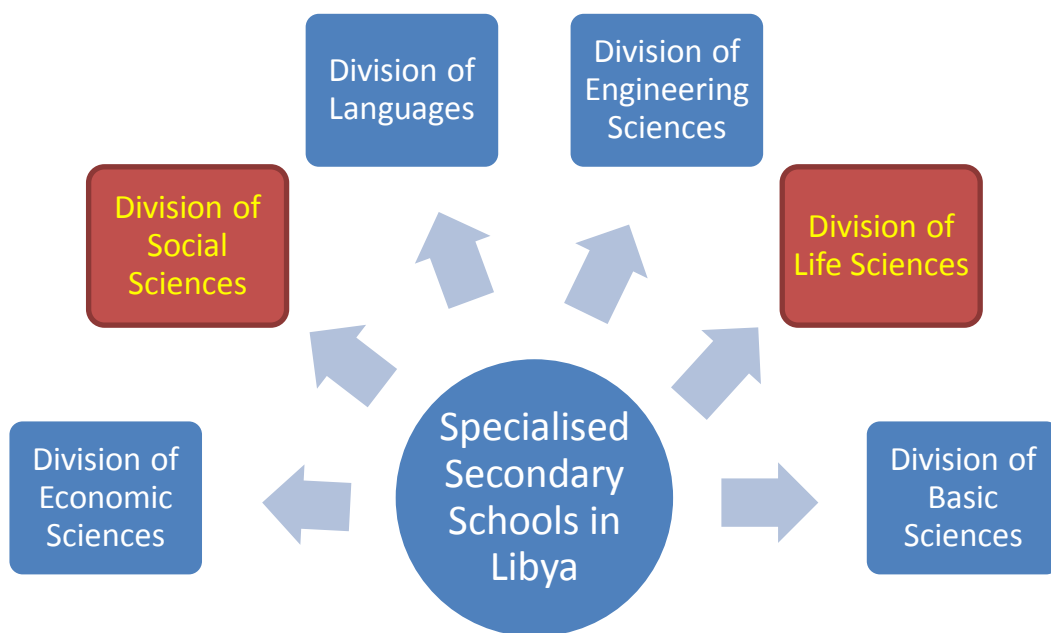 Division of
Languages
Division of
Engineering
Sciences
Division of
Social
Sciences
Division of
Life Sciences
Division of
Economic
Sciences
Specialised
Secondary
Schools in
Libya
Division of
Basic
Sciences